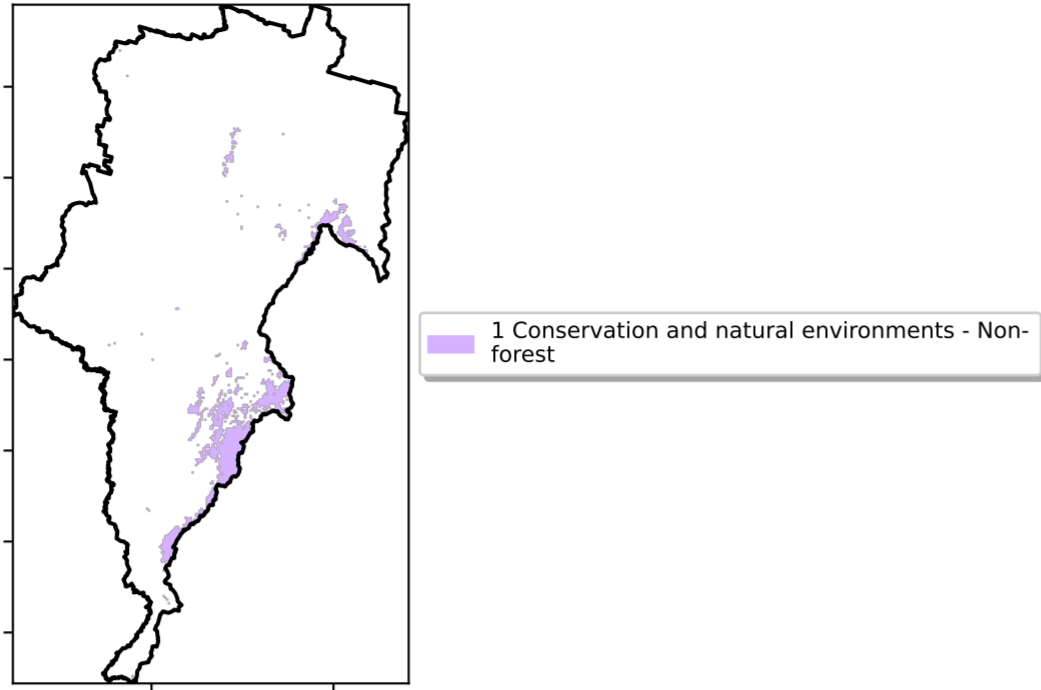 1 Conservation and natural environments - Non-
forest